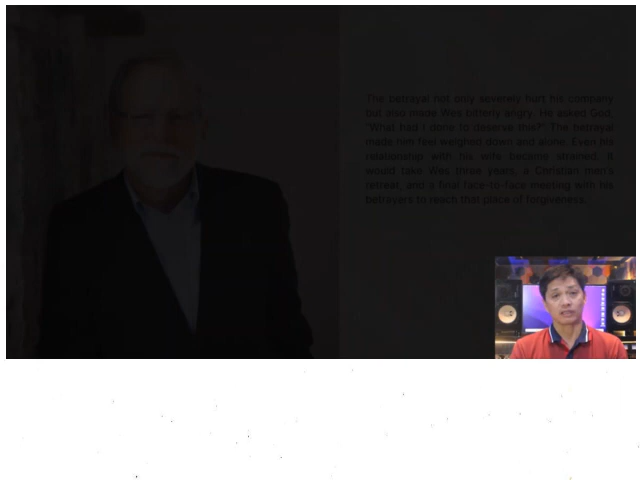 The betrayal not only severely hurt his company
but also made Wes bitterly angry. He asked God,
"What had I done to deserve this?" The betrayal
made him feel weighed down and alone. Even his
relationship with his wife became strained. It
would take Wes three years, a Christian men's
retreat, and a final face-to-face meeting with his
betrayers to reach that place of forgiveness.